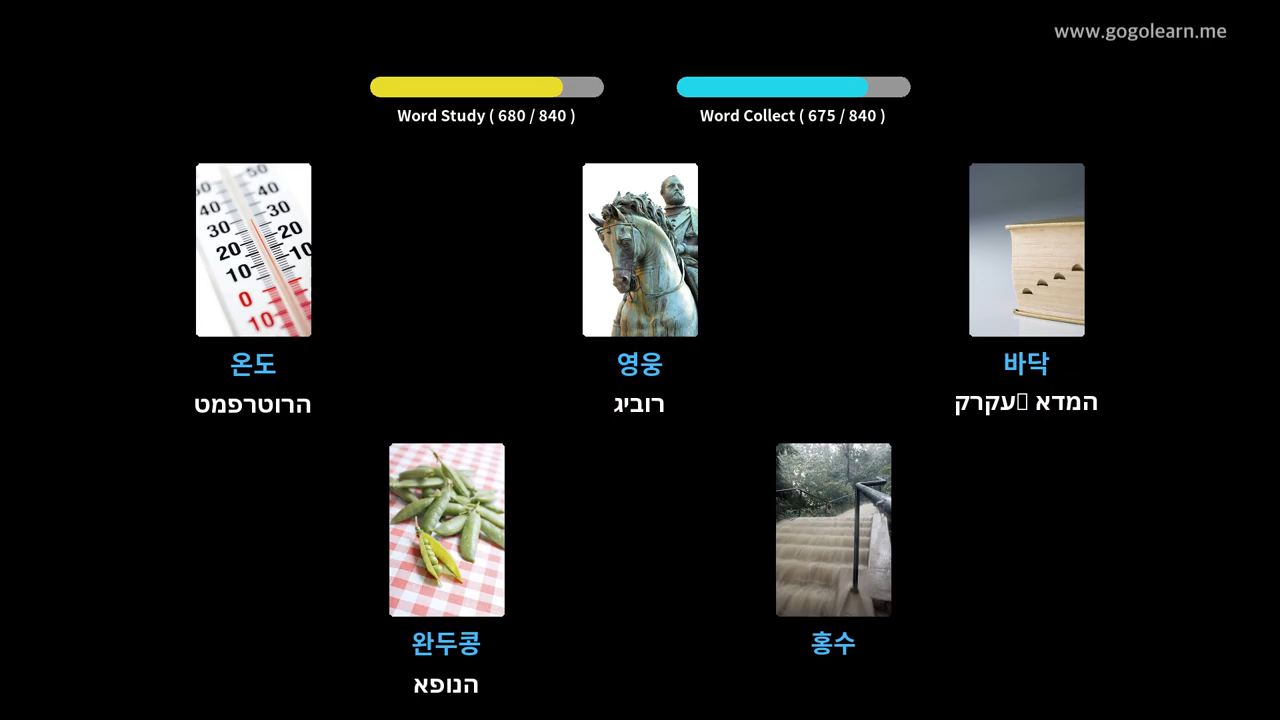 www.gogolearn.me
Word Study ( 680 / 840 )
Word Collect ( 675 / 840 )
온도
영웅
바닥
הרוטרפמט
רוביג
המדא עקרק
완두콩
홍수
הנופא